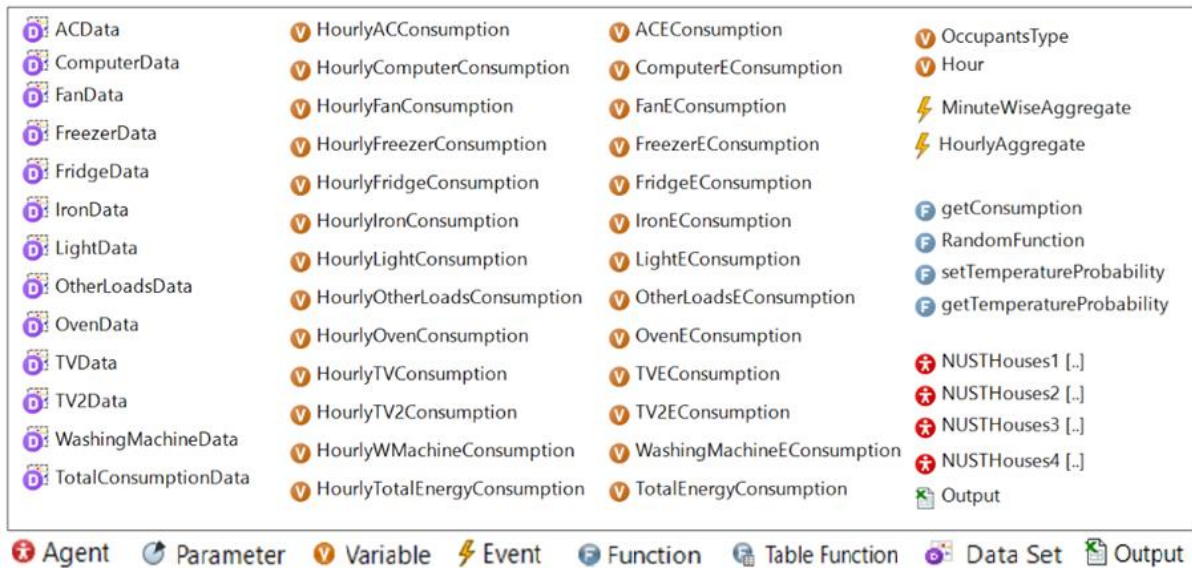 ACData
ComputerData
FanData
FreezerData
FridgeData
IronData
LightData
OtherLoadsData
OvenData
TVData
TV2Data
WashingMachineData
TotalConsumptionData
HourlyACConsumption
HourlyComputerConsumption
HourlyFanConsumption
HourlyFreezerConsumption
HourlyFridgeConsumption
HourlyIronConsumption
HourlyLightConsumption
HourlyOtherLoadsConsumption
HourlyOvenConsumption
HourlyTVConsumption
HourlyTV2Consumption
HourlyWMachineConsumption
HourlyTotalEnergyConsumption
ACEConsumption
ComputerEConsumption
FanEConsumption
FreezerEConsumption
FridgeEConsumption
IronEConsumption
LightEConsumption
OtherLoadsEConsumption
OvenEConsumption
TVEConsumption
TV2EConsumption
WashingMachineEConsumption
TotalEnergyConsumption
OccupantsType
Hour
MinuteWiseAggregate
HourlyAggregate
getConsumption
RandomFunction
setTemperatureProbability
getTemperatureProbability
NUSTHouses1 [..]
NUSTHouses2 [..]
NUSTHouses3 [..]
NUSTHouses4 [..]
Output
Agent Parameter Variable Event Function Table Function Data Set Output